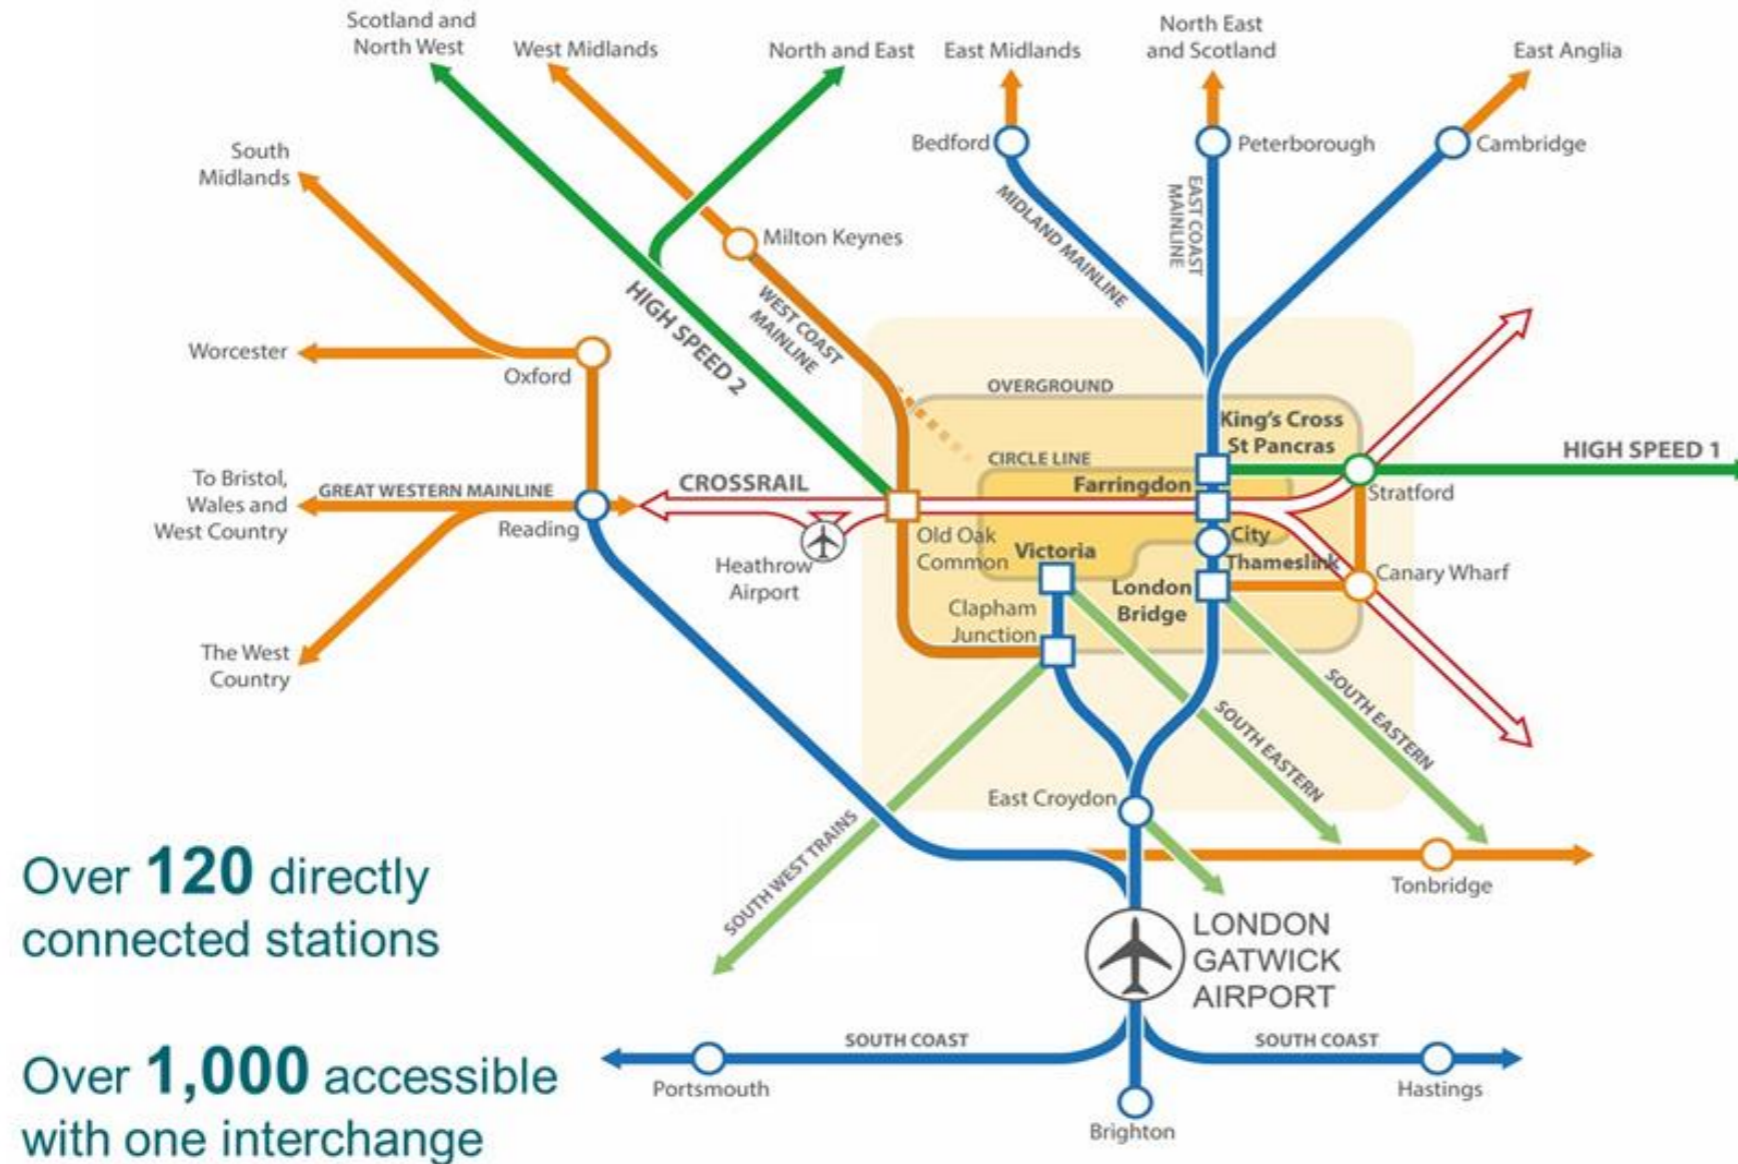 Scotland and
North West
West Midlands
North and East
East Midlands
North East
and Scotland
East Anglia
South
Midlands
Bedford
Peterborough
Cambridge
MIDLAND MAINLINE
EAST COAST
MAINLINE
Milton Keynes
WEST COAST
MAINLINE
HIGH SPEED 2
Worcester
Oxford
OVERGROUND
King's Cross
St Pancras
HIGH SPEED 1
CIRCLE LINE
To Bristol,
Wales and
West Country
GREAT WESTERN MAINLINE
Reading
CROSSRAIL
Farringdon
Stratford
Heathrow
Airport
Old Oak
Common
Victoria
City
Thameslink
Canary Wharf
London
Bridge
Clapham
Junction
The West
Country
SOUTH EASTERN
SOUTH EASTERN
East Croydon
SOUTH WEST TRAINS
Tonbridge
Over 120 directly
connected stations
LONDON
GATWICK
AIRPORT
Over 1,000 accessible
with one interchange
SOUTH COAST
SOUTH COAST
Portsmouth
Hastings
Brighton